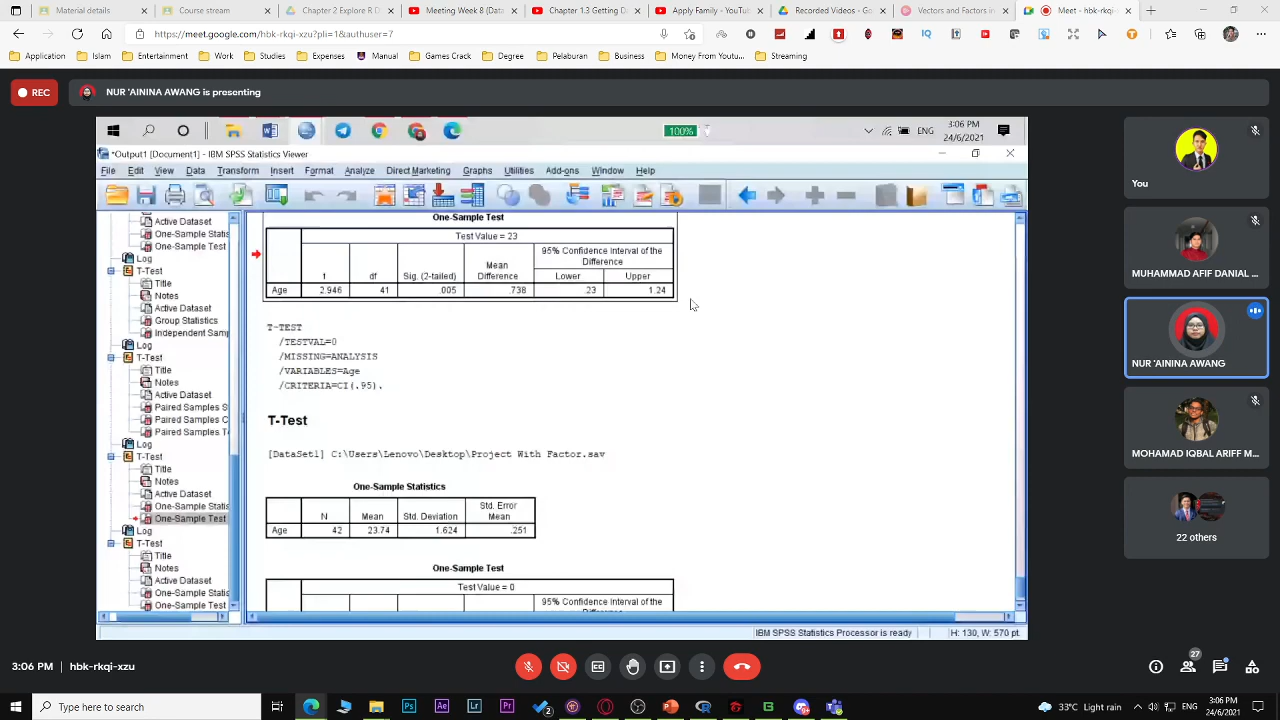 Material details
Course stream
Chapter 2 Explore R D
Meeting Week 8 (Dat
Chapter 1.3 Getting Do
Apply Family - YouTu
Recorded Videos - Go
Vectors and Factors in
Meet - hbk-rkqi-x
https://meet.google.com/hbk-rkqi-xzu?pli=1&authuser=7
Application
Islam
Entertainment
Work
Study
Expenses
Manual
Games Crack
Degree
Pelaburan
Business
Money From Youtu...
Streaming
REC
NUR 'AININA AWANG is presenting
100%
ENG
3:06 PM
24/6/2021
*Output1 [Document1] - IBM SPSS Statistics Viewer
File Edit View Data Transform Insert Format Analyze Direct Marketing Graphs Utilities Add-ons Window Help
Active Dataset
One-Sample Statis
One-Sample Test
Log
T-Test
Title
Notes
Active Dataset
Group Statistics
Independent Samp
Log
T-Test
Title
Notes
Active Dataset
Paired Samples S
Paired Samples C
Paired Samples T
Log
T-Test
Title
Notes
Active Dataset
One-Sample Statis
One-Sample Test
Log
T-Test
Title
Notes
Active Dataset
One-Sample Statis
One-Sample Test
One-Sample Test
Test Value = 23
95% Confidence Interval of the
Difference
t df Sig. (2-tailed) Mean
Difference Lower Upper
Age 2.946 41 .005 .738 .23 1.24
T-TEST
/TESTVAL=0
/MISSING=ANALYSIS
/VARIABLES=Age
/CRITERIA=CI(.95).
T-Test
[DataSet1] C:\Users\Lenovo\Desktop\Project With Factor.sav
One-Sample Statistics
N Mean Std. Deviation Std. Error
Mean
Age 42 23.74 1.624 .251
One-Sample Test
Test Value = 0
95% Confidence Interval of the
IBM SPSS Statistics Processor is ready
H: 130, W: 570 pt.
You
MUHAMMAD AFIF DANIAL ...
NUR 'AININA AWANG
MOHAMAD IQBAL ARIFF M...
22 others
3:06 PM | hbk-rkqi-xzu
27
Type here to search
2
33°C Light rain
ENG
3:06 PM
24/6/2021